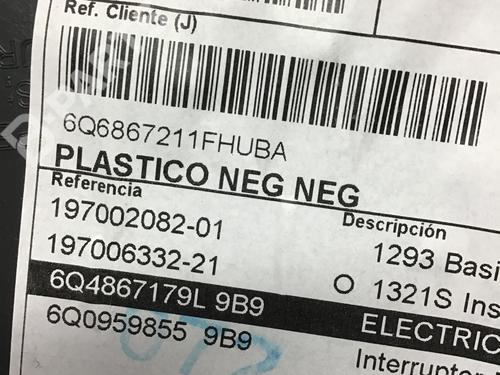 Ref. Cliente (J)
6Q6867211FHUBA
PLASTICO NEG NEG
Referencia
Descripción
197002082-01
1293 Basi
197006332-21
O 1321S Ins
6Q4867179L 9B9
ELECTRIC
6Q0959855 9B9
Interruptor